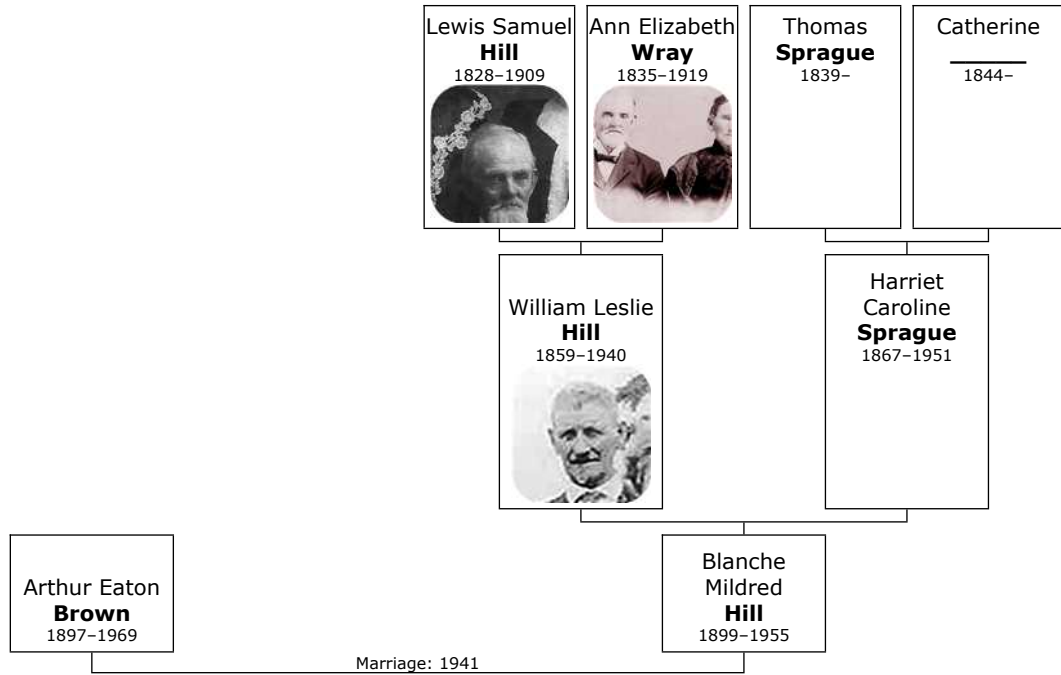 Lewis Samuel
Hill
1828–1909
Ann Elizabeth
Wray
1835–1919
Thomas
Sprague
1839–
Catherine
______
1844–
William Leslie
Hill
1859–1940
Harriet
Caroline
Sprague
1867–1951
Arthur Eaton
Brown
1897–1969
Blanche
Mildred
Hill
1899–1955
Marriage: 1941